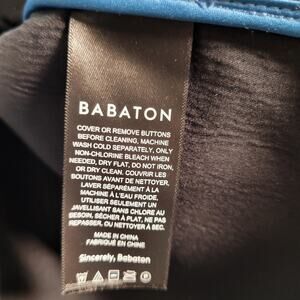 BABATON
COVER OR REMOVE BUTTONS
BEFORE CLEANING, MACHINE
WASH COLD SEPARATELY, ONLY
NON-CHLORINE BLEACH WHEN
NEEDED, DRY FLAT, DO NOT IRON
OR DRY CLEAN. COUVRIR LES
BOUTONS AVANT DE NETTOYER,
LAVER SÉPARÉMENT À LA
MACHINE À L'EAU FROIDE,
UTILISER SEULEMENT UN
JAVELLISANT SANS CHLORE AU
BESOIN, SÉCHER À PLAT, NE PAS
REPASSER, OU NETTOYER À SEC.
MADE IN CHINA
FABRIQUÉ EN CHINE
Sincerely, Babaton